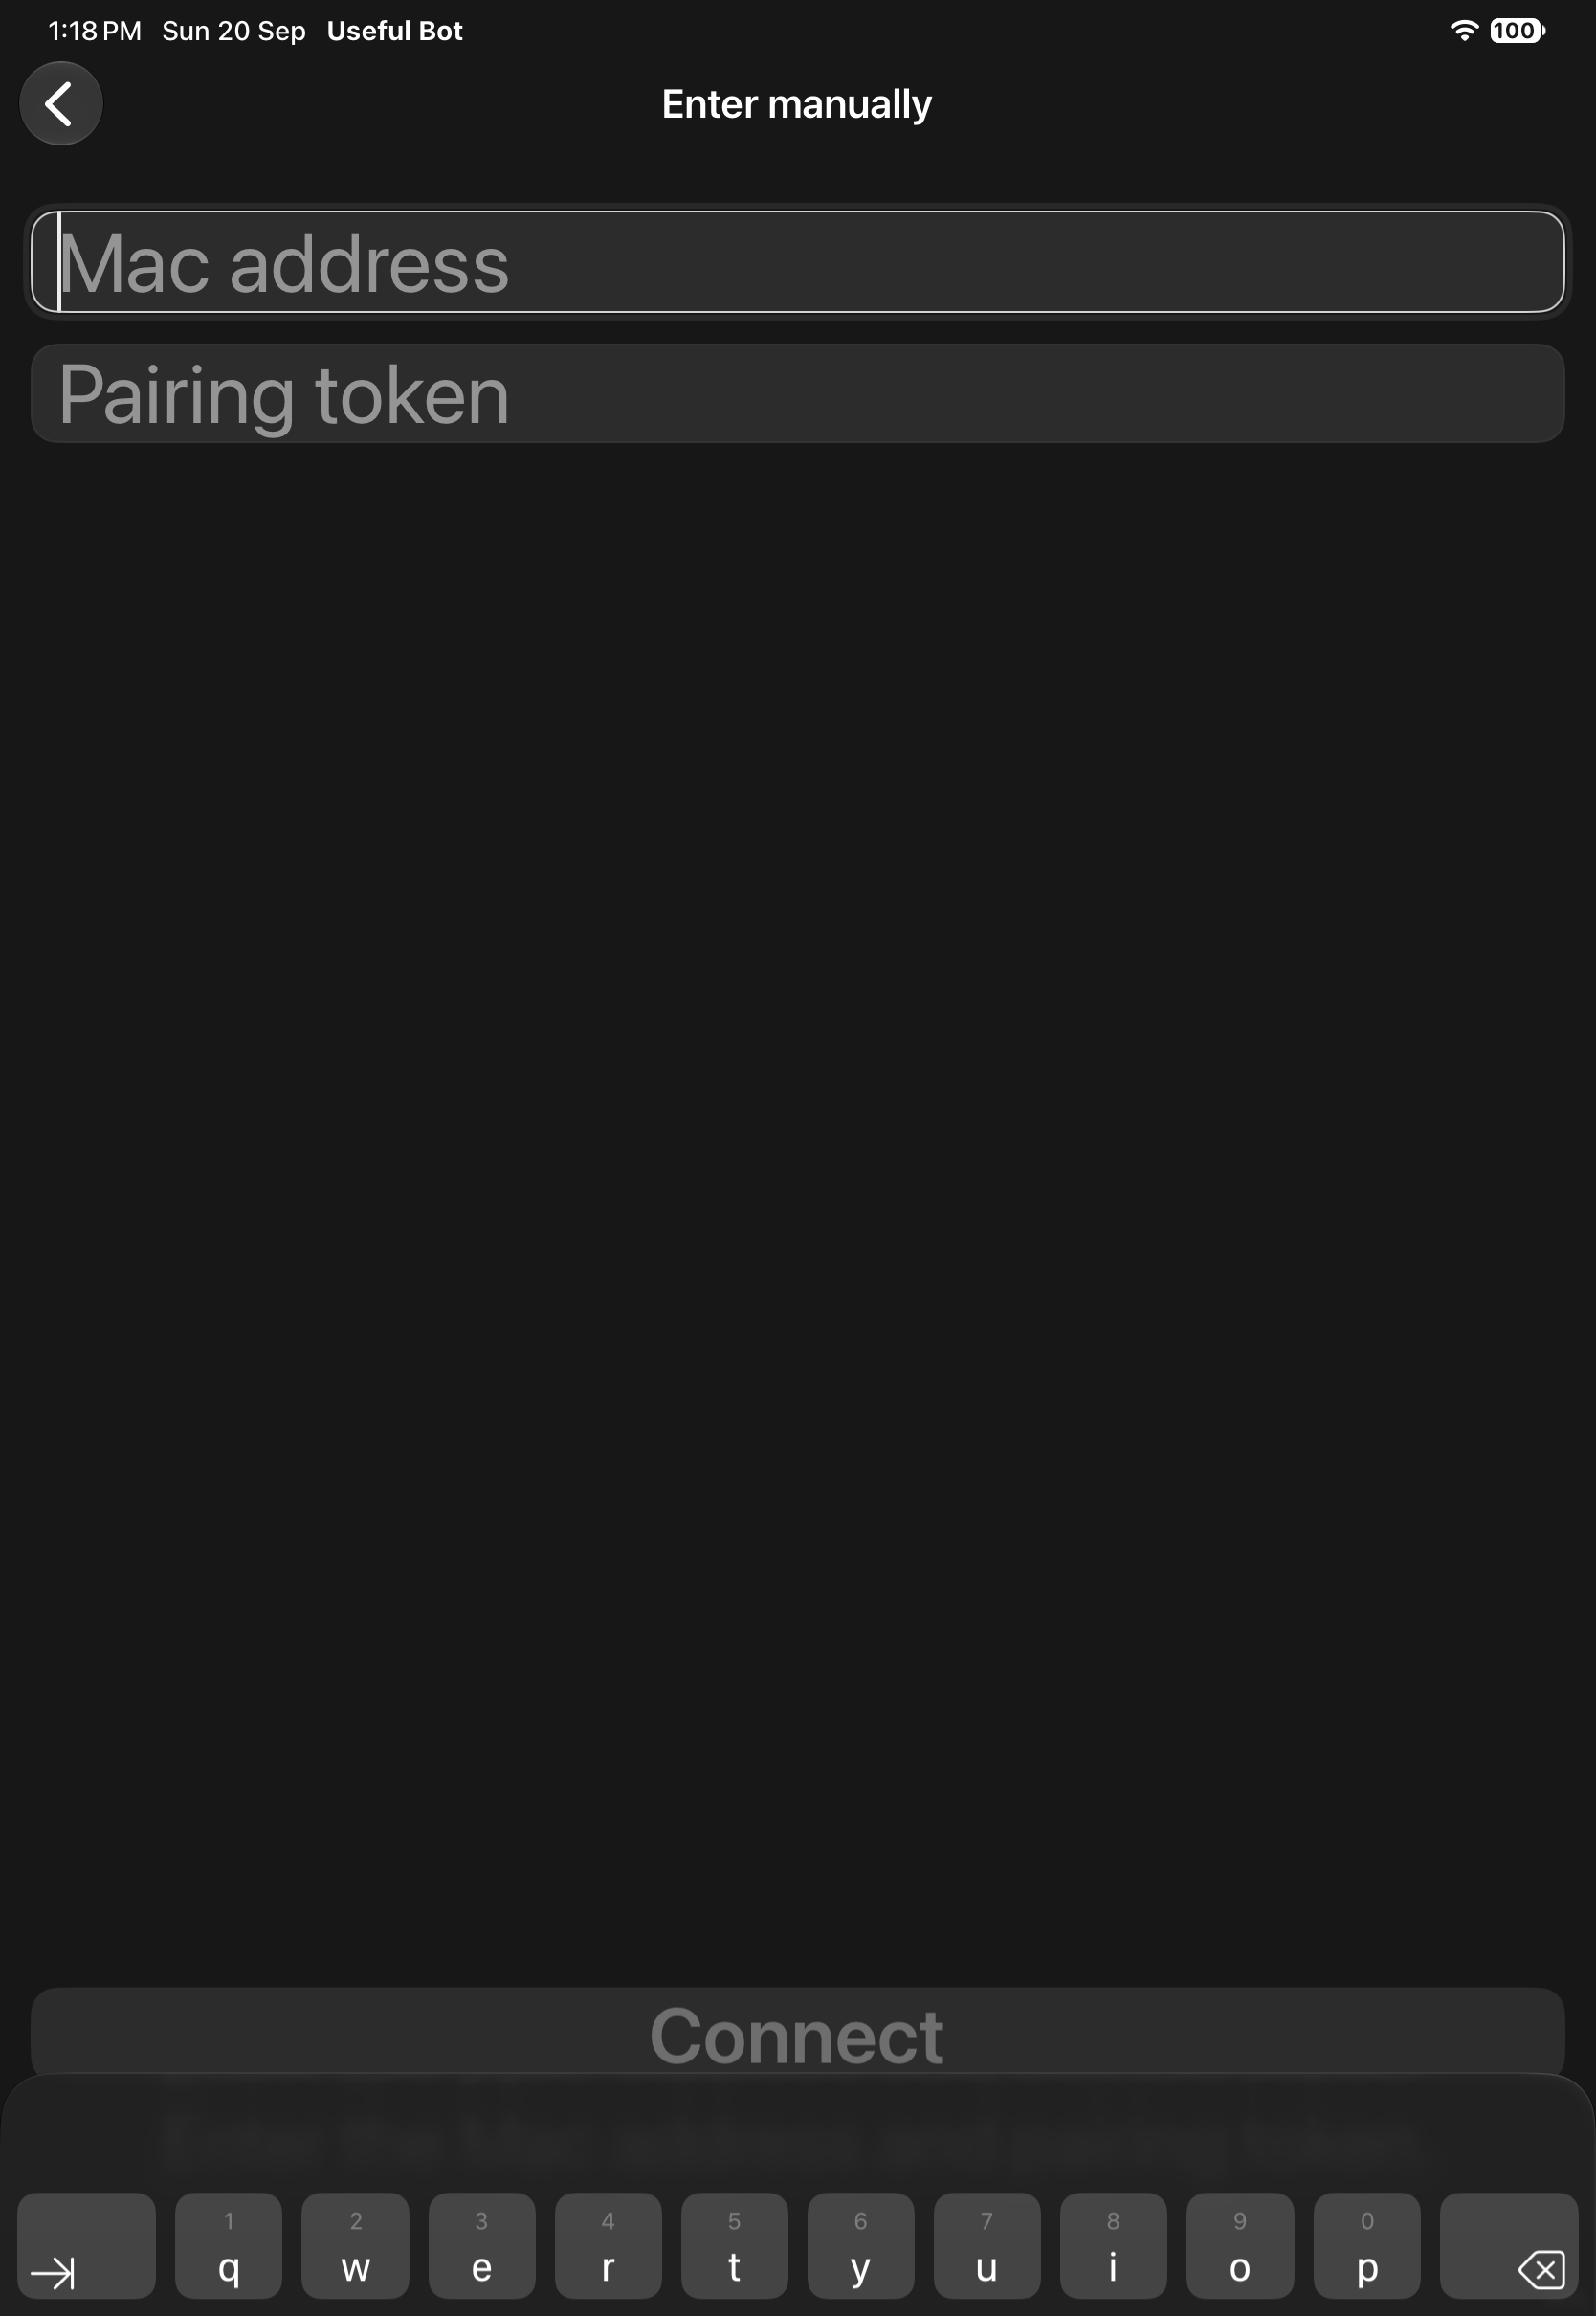 1:18 PM Sun 20 Sep Useful Bot 100
Enter manually
Mac address
Pairing token
Connect
1 2 3 4 5 6 7 8 9 0
q w e r t y u i o p